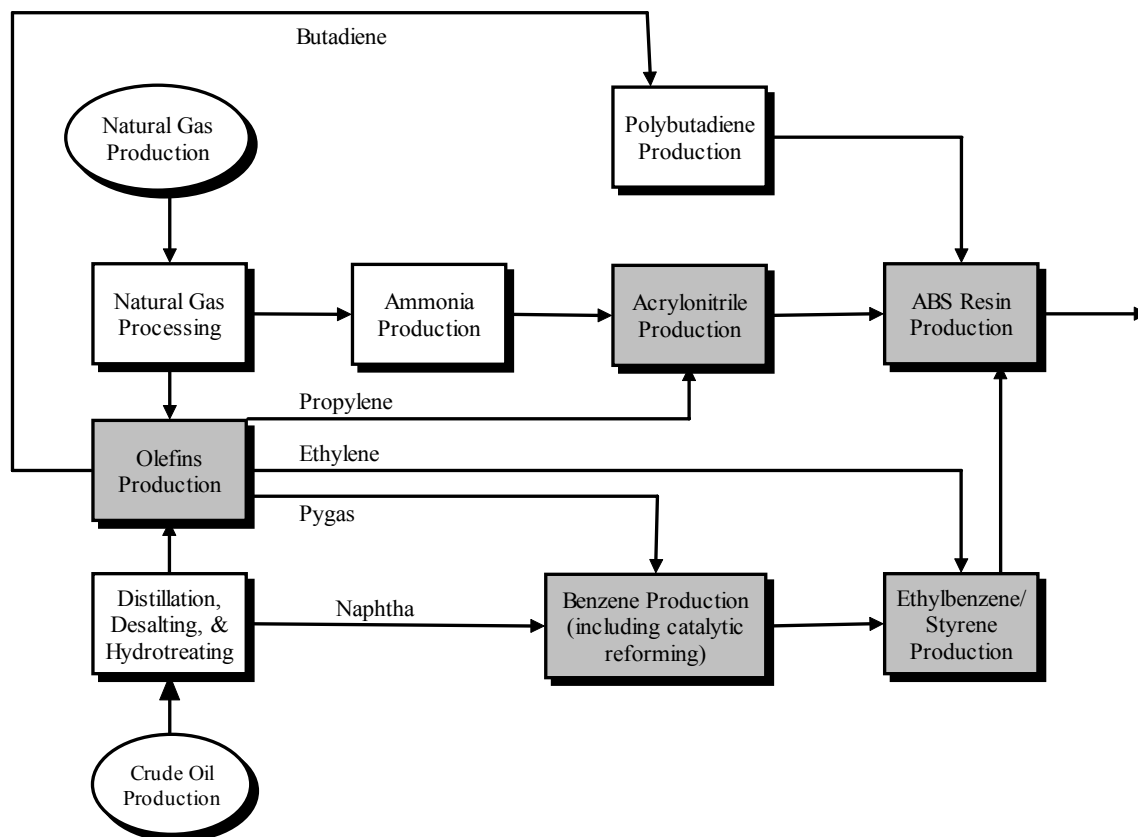 Butadiene
Natural Gas
Production
Polybutadiene
Production
Natural Gas
Processing
Ammonia
Production
Acrylonitrile
Production
ABS Resin
Production
Propylene
Olefins
Production
Ethylene
Pygas
Distillation,
Desalting, &
Hydrotreating
Naphtha
Benzene Production
(including catalytic
reforming)
Ethylbenzene/
Styrene
Production
Crude Oil
Production